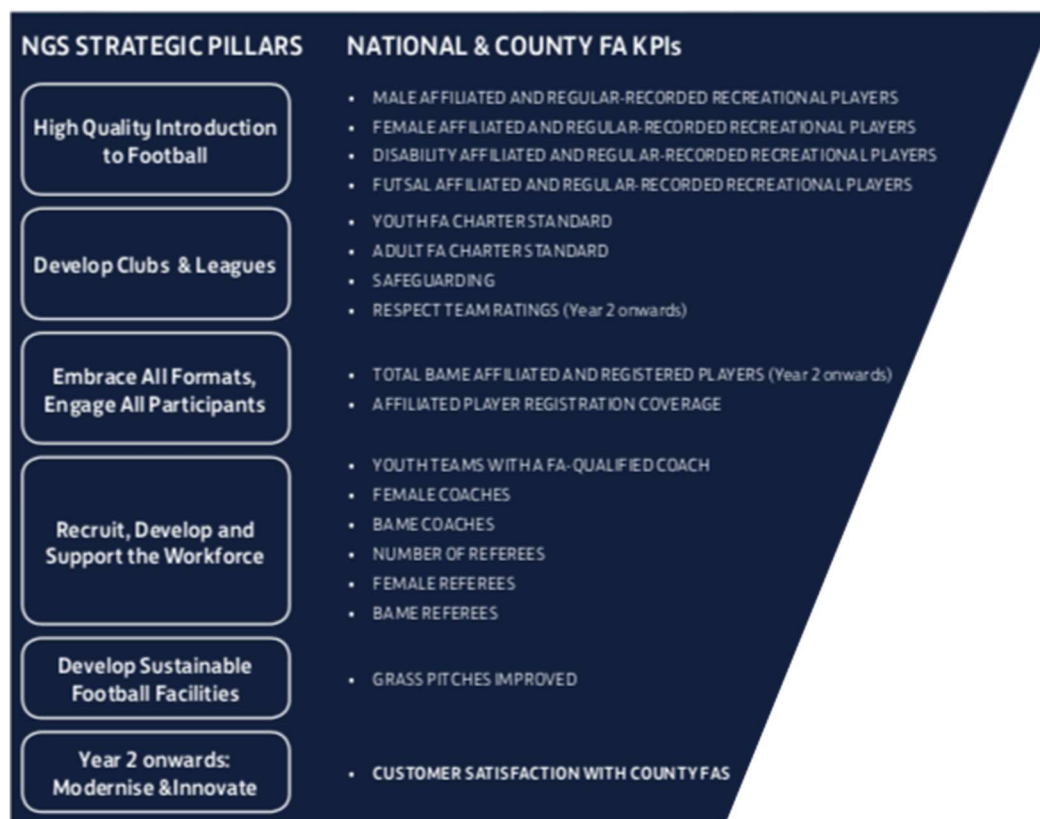 NGS STRATEGIC PILLARS
NATIONAL & COUNTY FA KPIs
High Quality Introduction
to Football
• MALE AFFILIATED AND REGULAR-RECORDED RECREATIONAL PLAYERS
• FEMALE AFFILIATED AND REGULAR-RECORDED RECREATIONAL PLAYERS
• DISABILITY AFFILIATED AND REGULAR-RECORDED RECREATIONAL PLAYERS
• FUTSAL AFFILIATED AND REGULAR-RECORDED RECREATIONAL PLAYERS
Develop Clubs & Leagues
• YOUTH FA CHARTER STANDARD
• ADULT FA CHARTER STANDARD
• SAFEGUARDING
• RESPECT TEAM RATINGS (Year 2 onwards)
Embrace All Formats,
Engage All Participants
• TOTAL BAME AFFILIATED AND REGISTERED PLAYERS (Year 2 onwards)
• AFFILIATED PLAYER REGISTRATION COVERAGE
Recruit, Develop and
Support the Workforce
• YOUTH TEAMS WITH A FA-QUALIFIED COACH
• FEMALE COACHES
• BAME COACHES
• NUMBER OF REFEREES
• FEMALE REFEREES
• BAME REFEREES
Develop Sustainable
Football Facilities
• GRASS PITCHES IMPROVED
Year 2 onwards:
Modernise & Innovate
• CUSTOMER SATISFACTION WITH COUNTY FAS